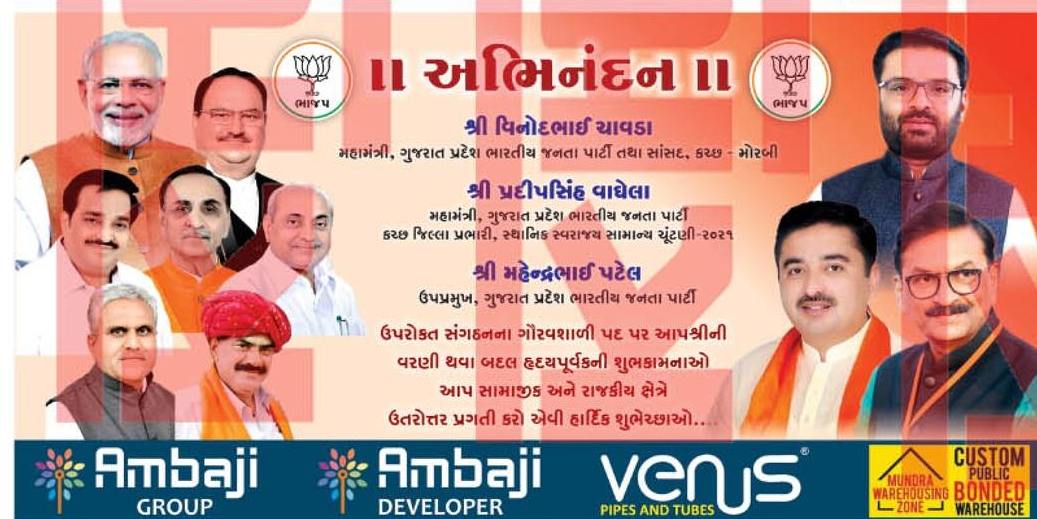 ॥ અભિનંદન ॥
ભાજપ
ભાજપ
શ્રી વિનોદભાઈ ચાવડા
મહામંત્રી, ગુજરાત પ્રદેશ ભારતીય જનતા પાર્ટી તથા સાંસદ, કચ્છ - મોરબી
શ્રી પ્રદીપસિંહ વાઘેલા
મહામંત્રી, ગુજરાત પ્રદેશ ભારતીય જનતા પાર્ટી
કચ્છ જિલ્લા પ્રભારી, સ્થાનિક સ્વરાજય સામાન્ય ચૂંટણી-૨૦૨૧
શ્રી મહેન્દ્રભાઈ પટેલ
ઉપપ્રમુખ, ગુજરાત પ્રદેશ ભારતીય જનતા પાર્ટી
ઉપરોકત સંગઠનના ગૌરવશાળી પદ પર આપશ્રીની
વરણી થવા બદલ હૃદયપૂર્વકની શુભકામનાઓ
આપ સામાજીક અને રાજકીય ક્ષેત્રે
ઉતરોત્તર પ્રગતી કરો એવી હાર્દિક શુભેચ્છાઓ....
Ambaji
GROUP
Ambaji
DEVELOPER
venus®
PIPES AND TUBES
MUNDRA
WAREHOUSING
ZONE
CUSTOM
PUBLIC
BONDED
WAREHOUSE